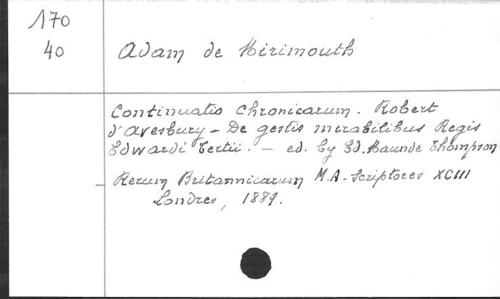 170
40
Adam de Mirimouth
Continuatio Chronicarum. Robert
d'Avesbury - De gestis mirabilibus Regis
Edwardi Tertii. - ed. by Ed. Maunde Thompson
Rerum Britannicarum M.A. Scriptores XCIII
Londres, 1889.